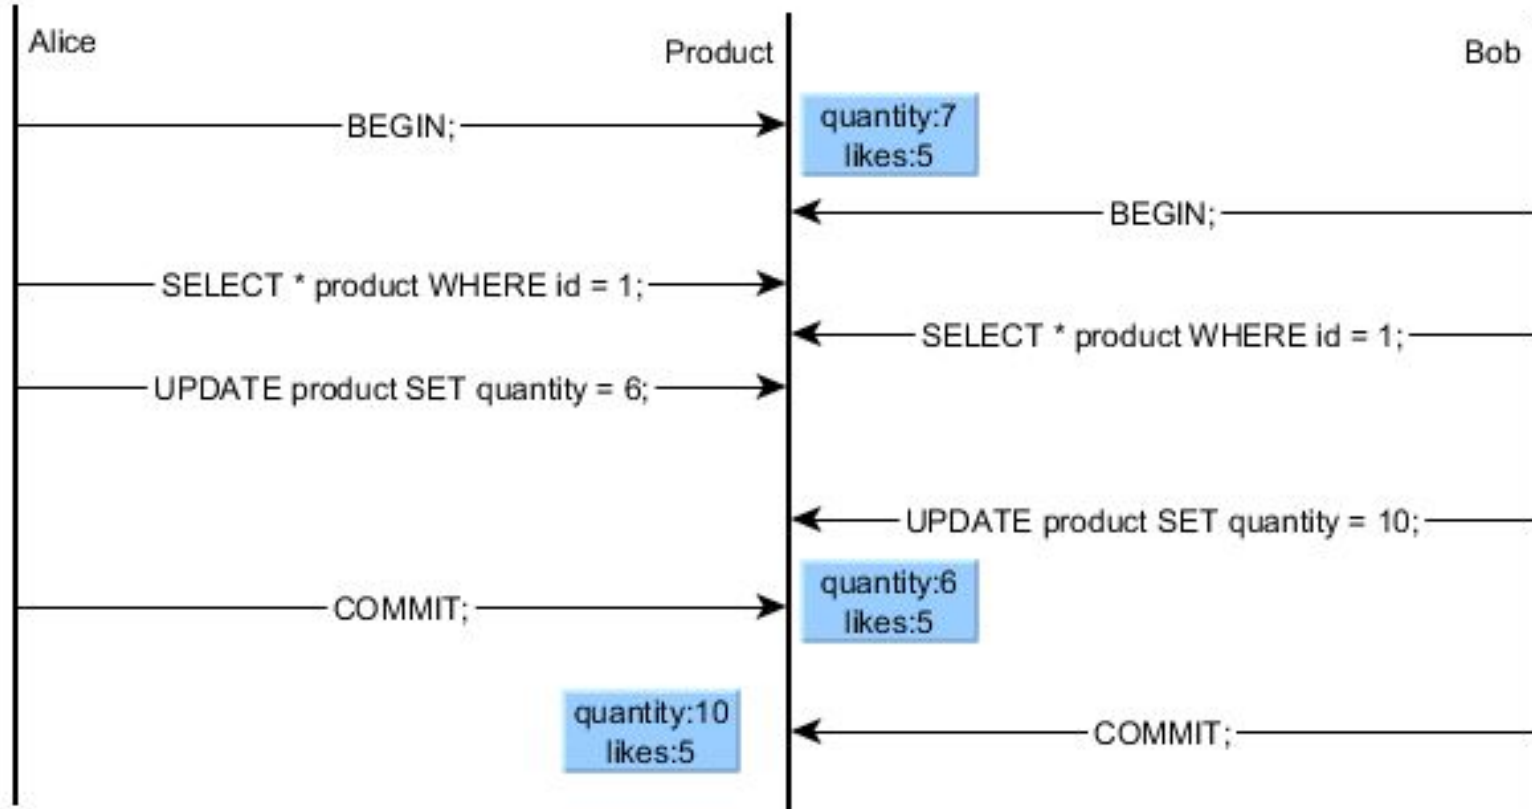 Alice
Product
Bob
BEGIN;
quantity:7
likes:5
BEGIN;
SELECT * product WHERE id = 1;
SELECT * product WHERE id = 1;
UPDATE product SET quantity = 6;
UPDATE product SET quantity = 10;
COMMIT;
quantity:6
likes:5
quantity:10
likes:5
COMMIT;